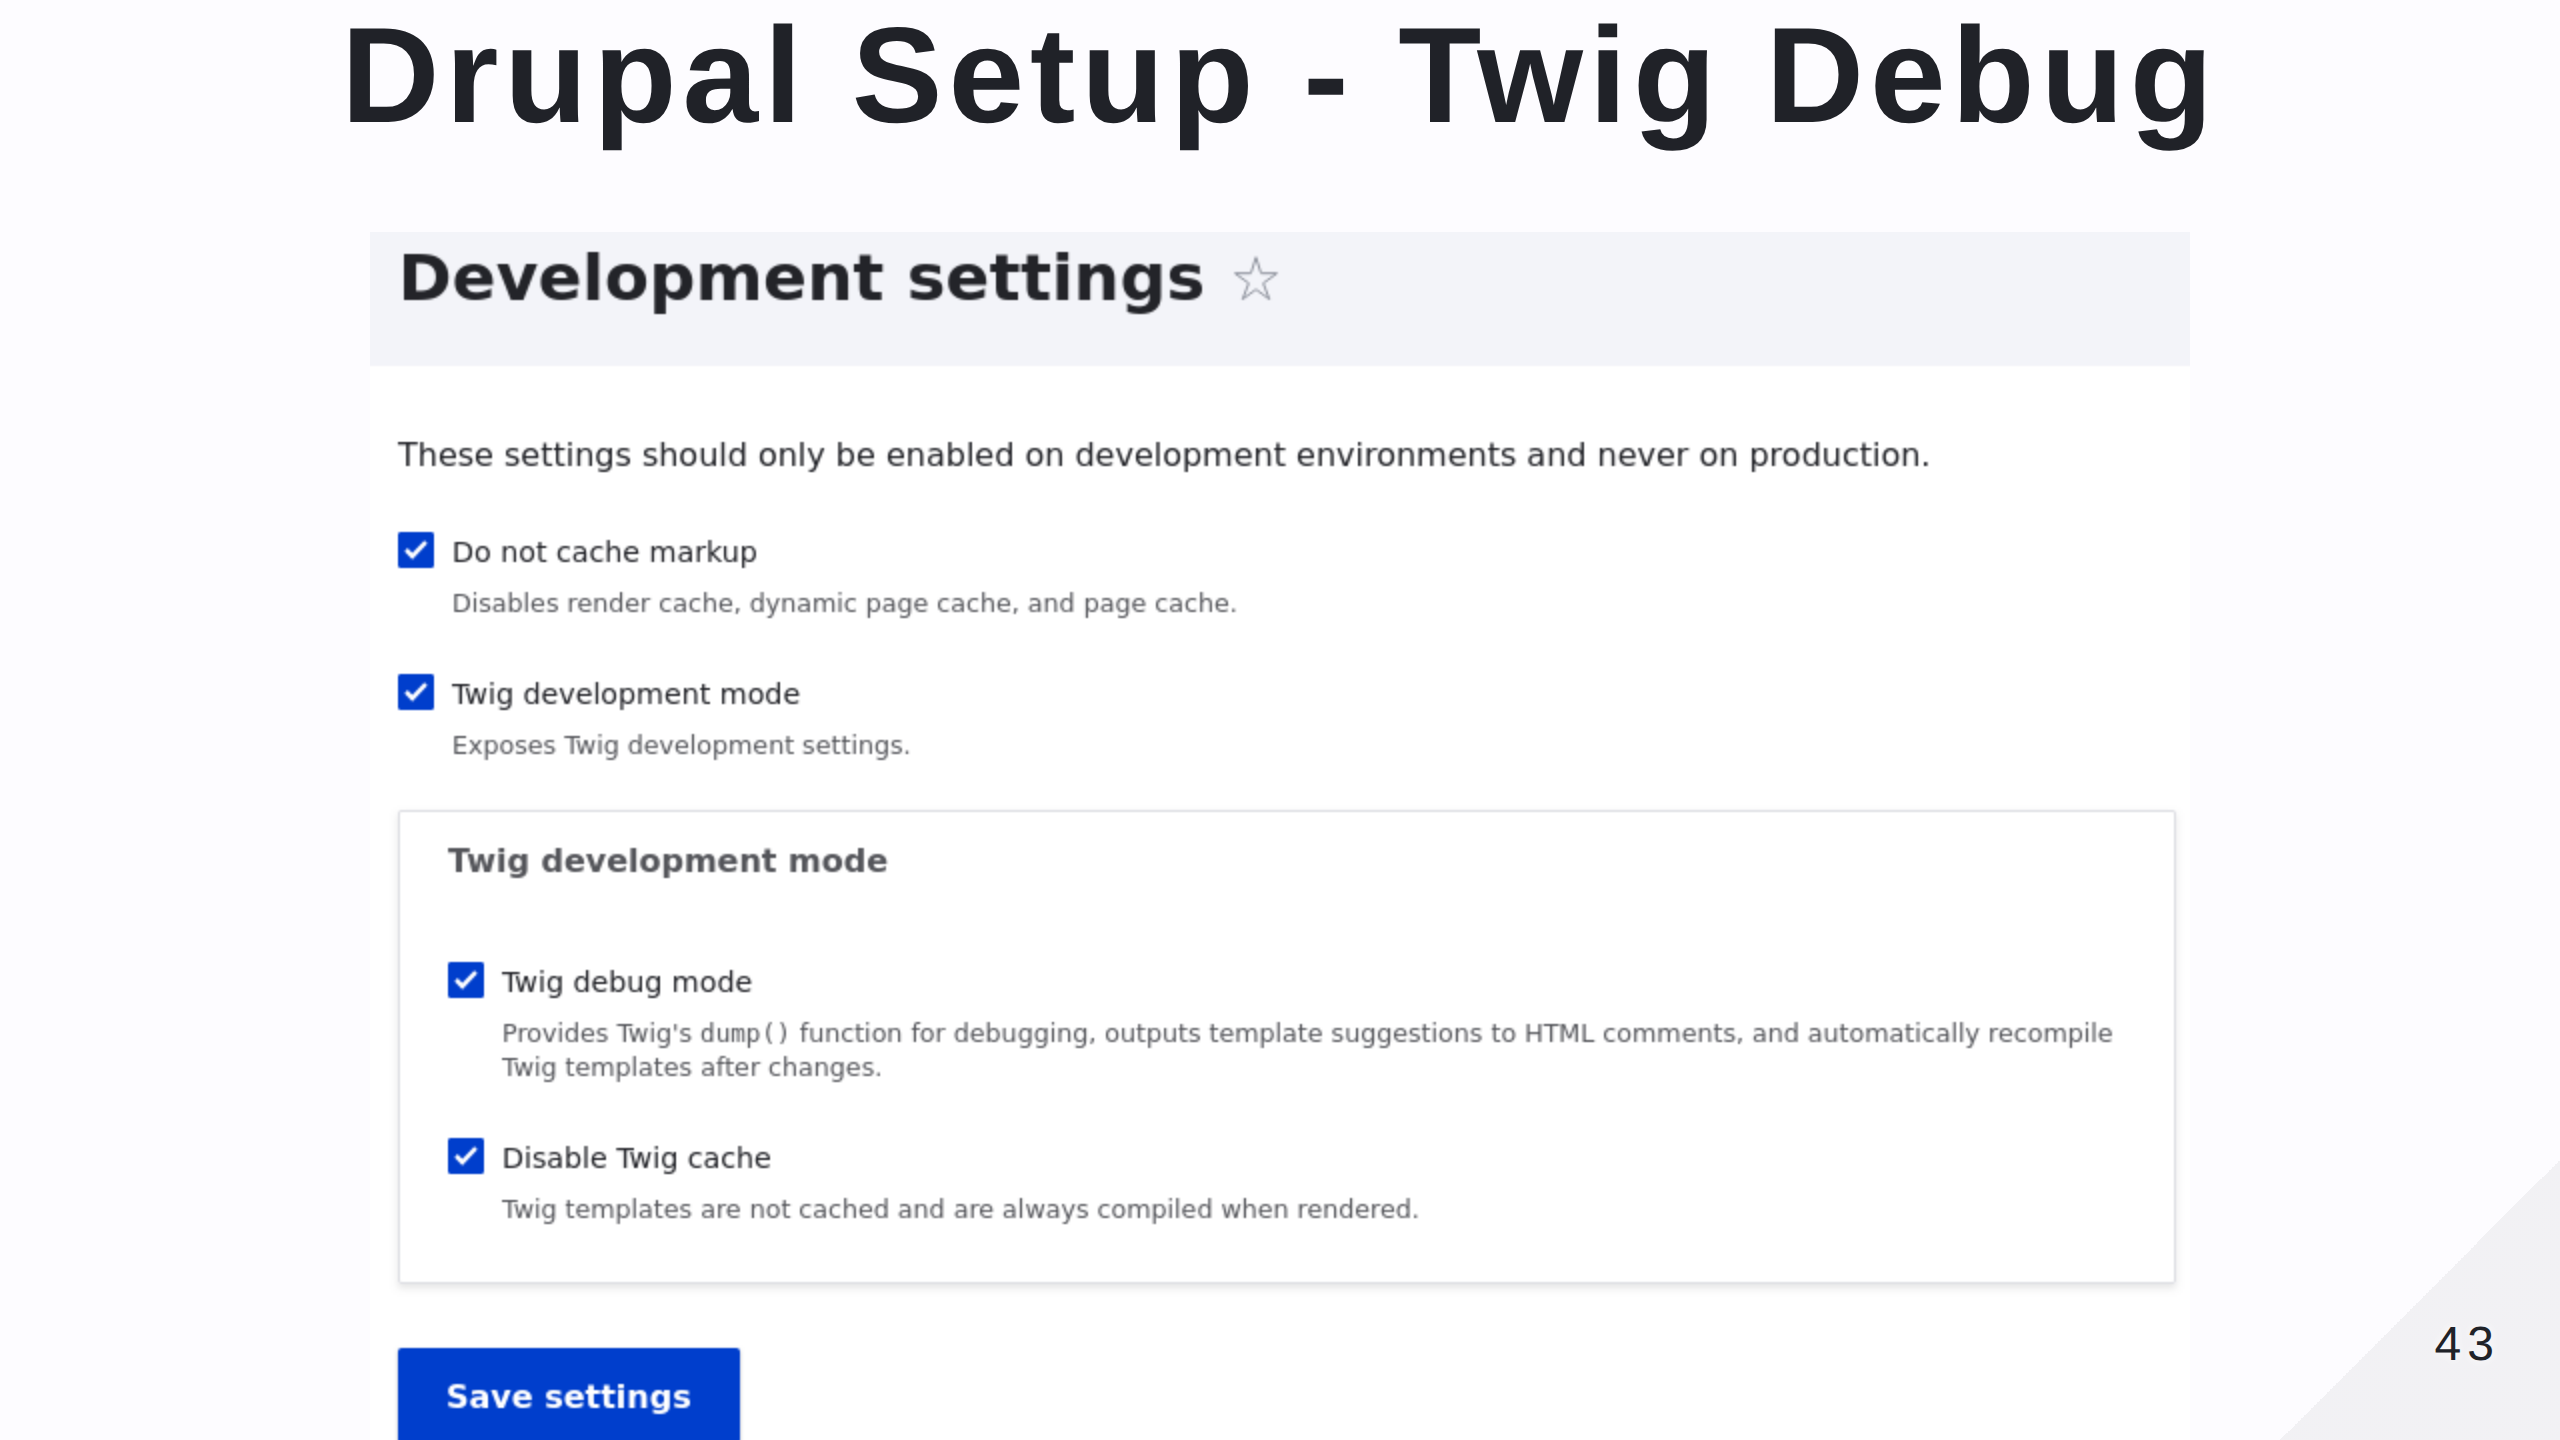 Drupal Setup - Twig Debug
Development settings ☆
These settings should only be enabled on development environments and never on production.
Do not cache markup
Disables render cache, dynamic page cache, and page cache.
Twig development mode
Exposes Twig development settings.
Twig development mode
Twig debug mode
Provides Twig's dump() function for debugging, outputs template suggestions to HTML comments, and automatically recompile
Twig templates after changes.
Disable Twig cache
Twig templates are not cached and are always compiled when rendered.
Save settings
43